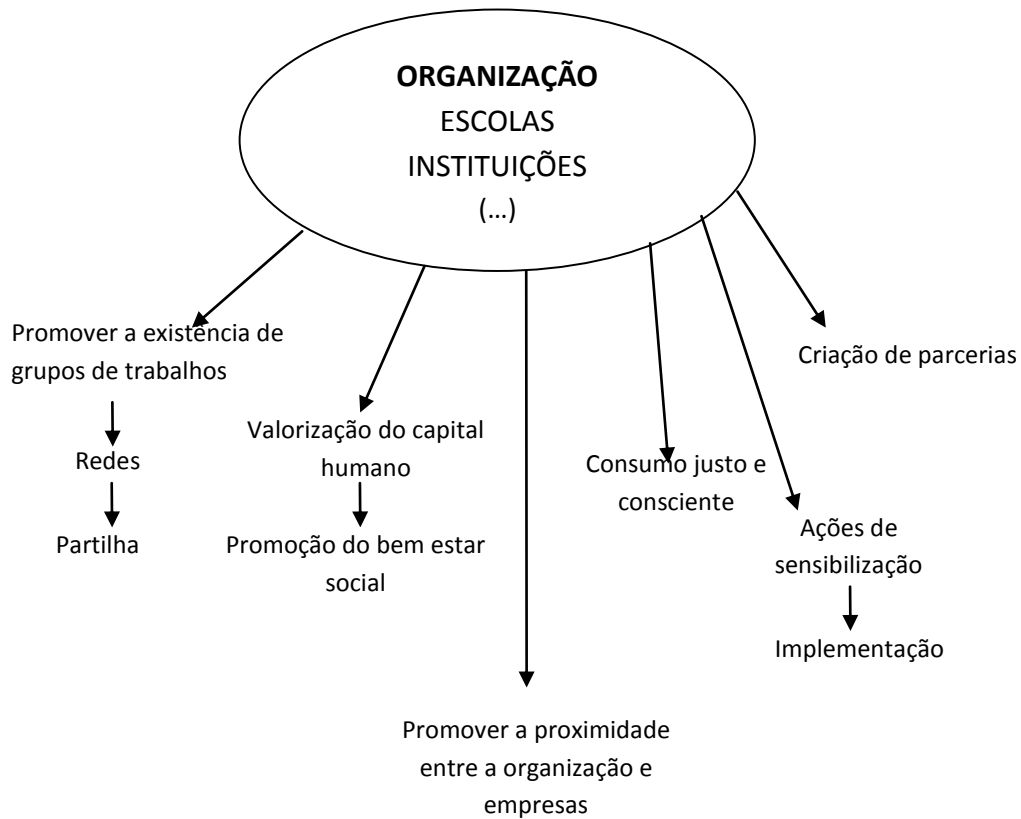 ORGANIZAÇÃO
ESCOLAS
INSTITUIÇÕES
(...)
Promover a existência de
grupos de trabalhos
Redes
Partilha
Valorização do capital
humano
Promoção do bem estar
social
Promover a proximidade
entre a organização e
empresas
Consumo justo e
consciente
Ações de
sensibilização
Implementação
Criação de parcerias